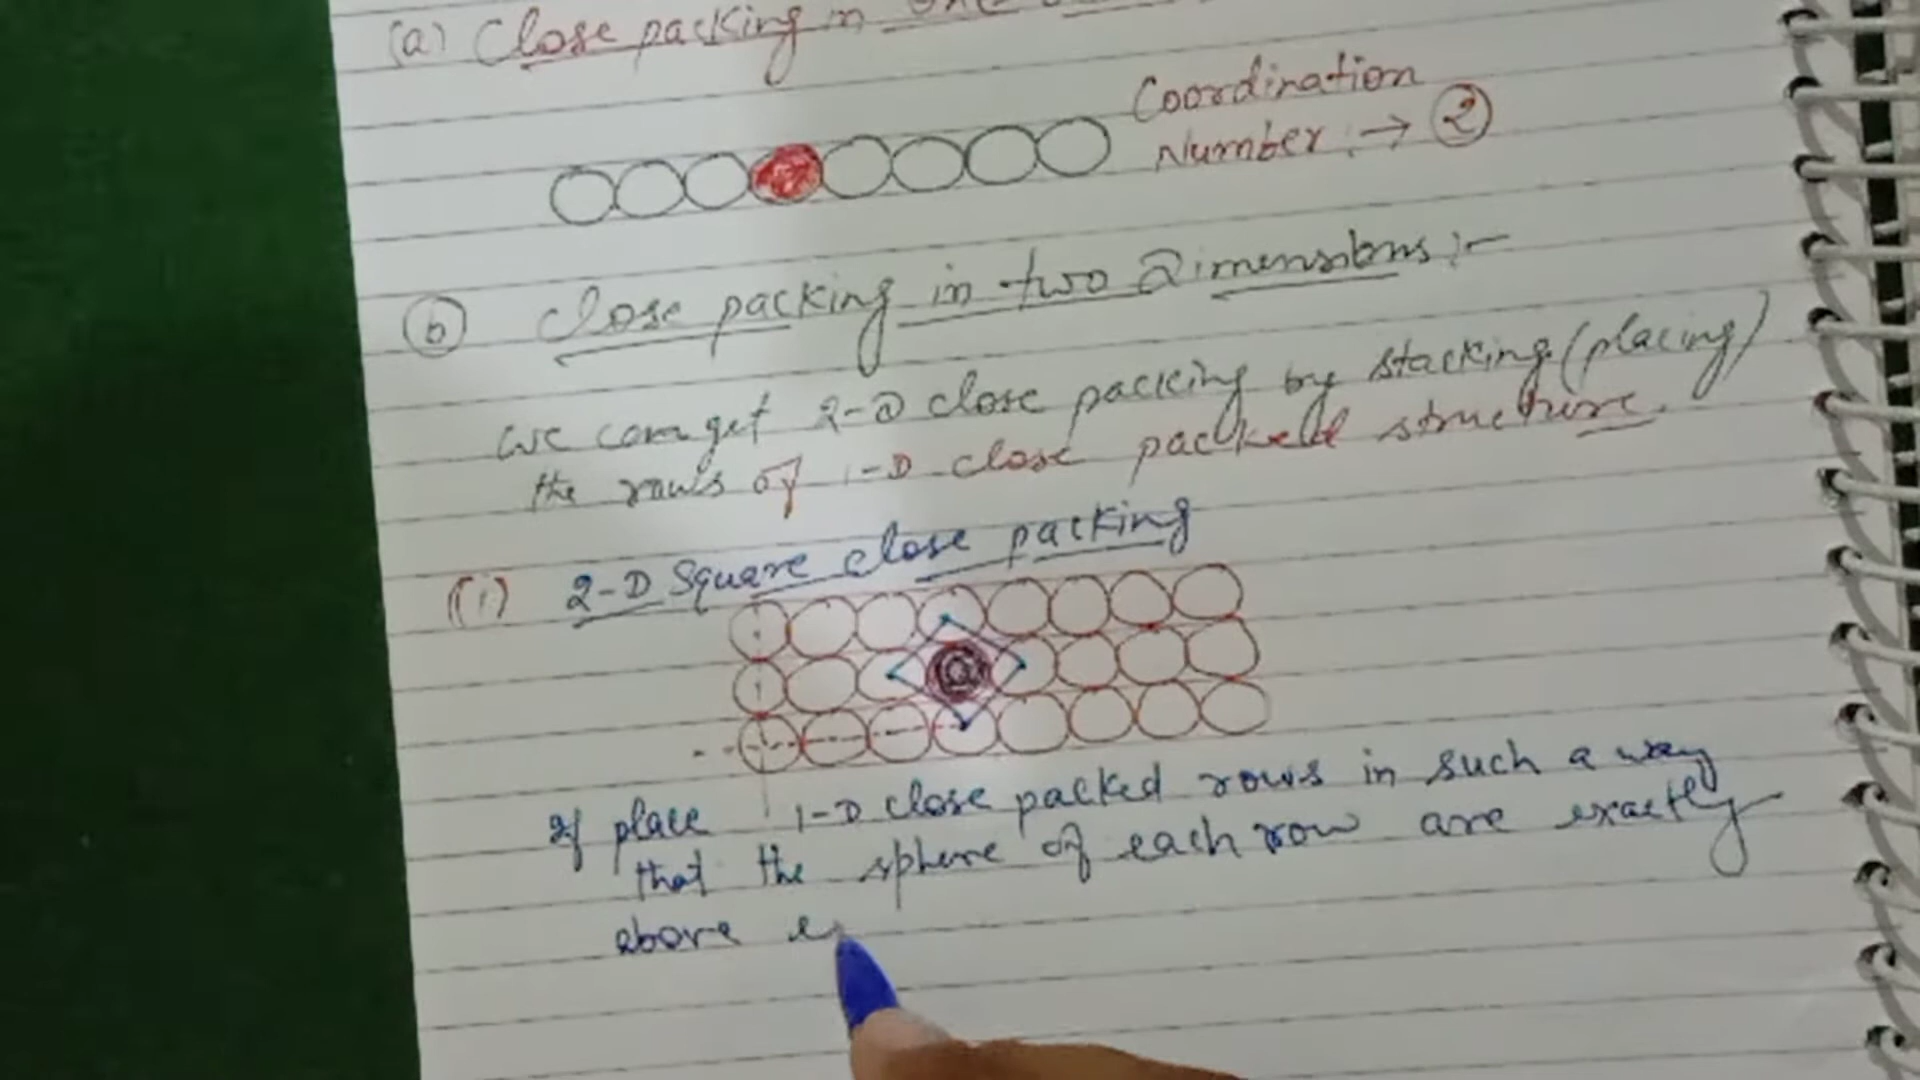 (a) Close packing in one
Coordination
Number :→ 2
b Close packing in two Dimensions :-
We can get 2-D close packing by stacking (placing)
the rows of 1-D close packed structure.
(i) 2-D Square close packing
If place 1-D close packed rows in such a way
that the sphere of each row are exactly
above e